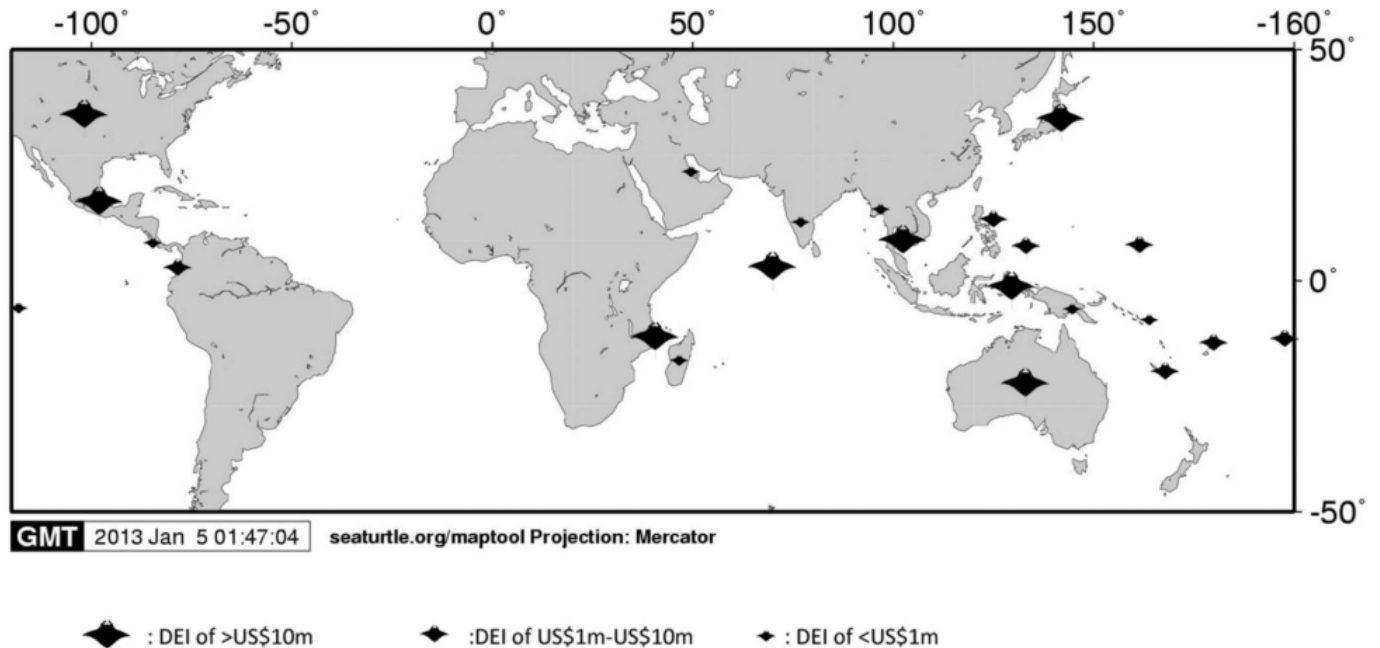 -100° -50° 0° 50° 100° 150° -160°
50°
0°
-50°
GMT 2013 Jan 5 01:47:04 seaturtle.org/maptool Projection: Mercator
: DEI of >US$10m :DEI of US$1m-US$10m : DEI of <US$1m